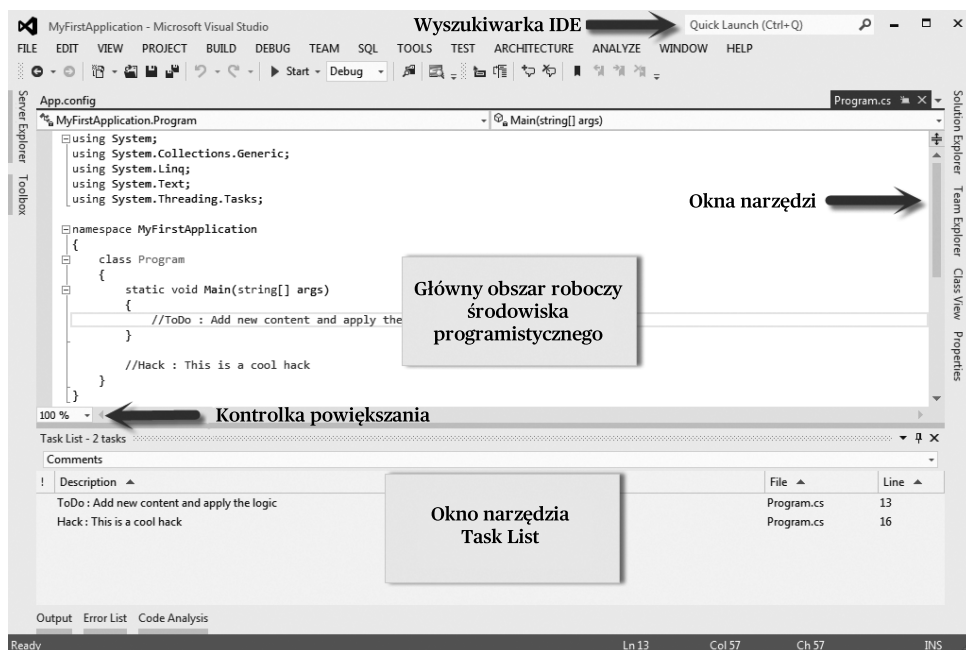 MyFirstApplication - Microsoft Visual Studio
Wyszukiwarka IDE
Quick Launch (Ctrl+Q)
FILE EDIT VIEW PROJECT BUILD DEBUG TEAM SQL TOOLS TEST ARCHITECTURE ANALYZE WINDOW HELP
Start Debug
Server Explorer
Toolbox
App.config
Program.cs
MyFirstApplication.Program
Main(string[] args)
using System;
using System.Collections.Generic;
using System.Linq;
using System.Text;
using System.Threading.Tasks;
namespace MyFirstApplication
{
class Program
{
static void Main(string[] args)
{
//ToDo : Add new content and apply the
}
//Hack : This is a cool hack
}
}
Okna narzędzi
Główny obszar roboczy
środowiska
programistycznego
Solution Explorer
Team Explorer
Class View
Properties
100 %
Kontrolka powiększania
Task List - 2 tasks
Comments
! Description File Line
ToDo : Add new content and apply the logic Program.cs 13
Hack : This is a cool hack Program.cs 16
Okno narzędzia
Task List
Output Error List Code Analysis
Ready Ln 13 Col 57 Ch 57 INS